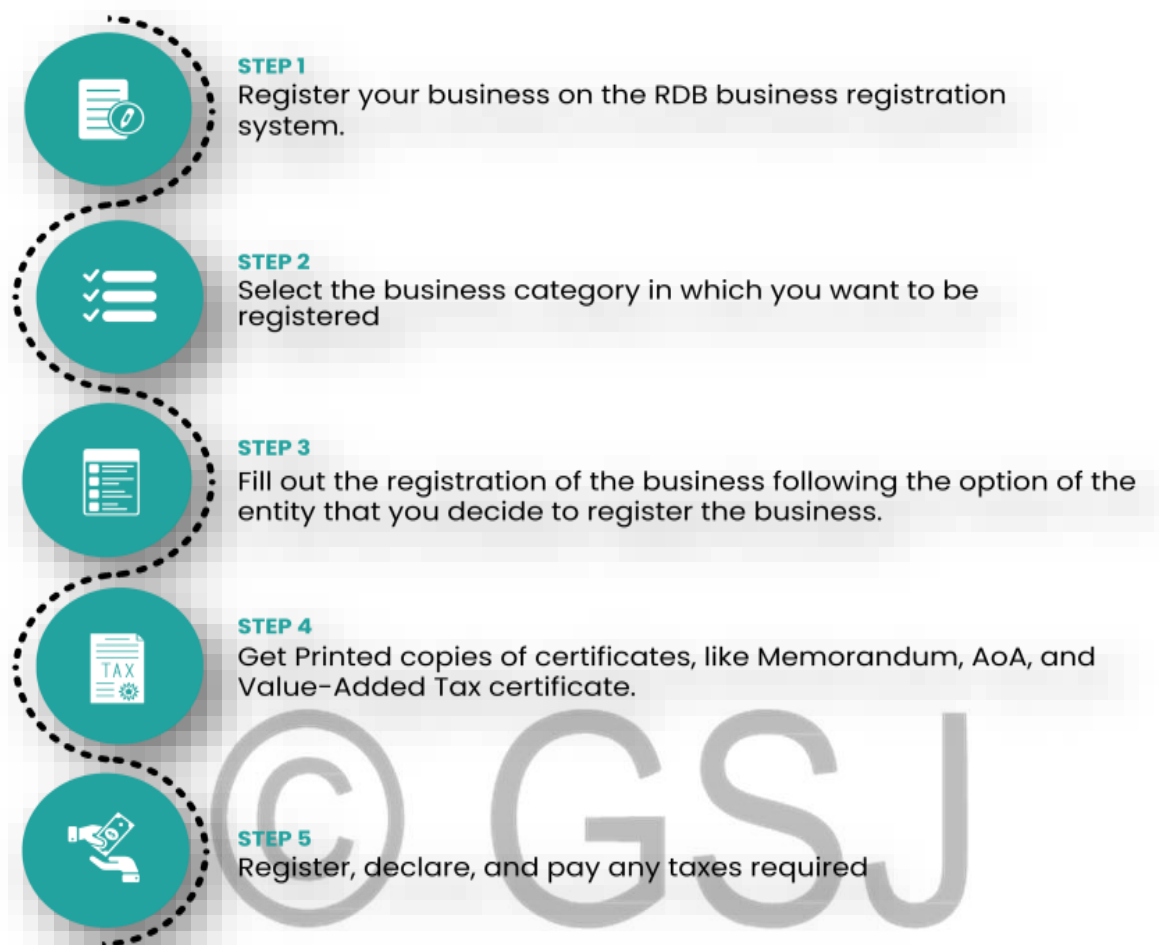 STEP 1
Register your business on the RDB business registration
system.
STEP 2
Select the business category in which you want to be
registered
STEP 3
Fill out the registration of the business following the option of the
entity that you decide to register the business.
TAX
STEP 4
Get Printed copies of certificates, like Memorandum, AoA, and
Value-Added Tax certificate.
© GSJ
STEP 5
Register, declare, and pay any taxes required